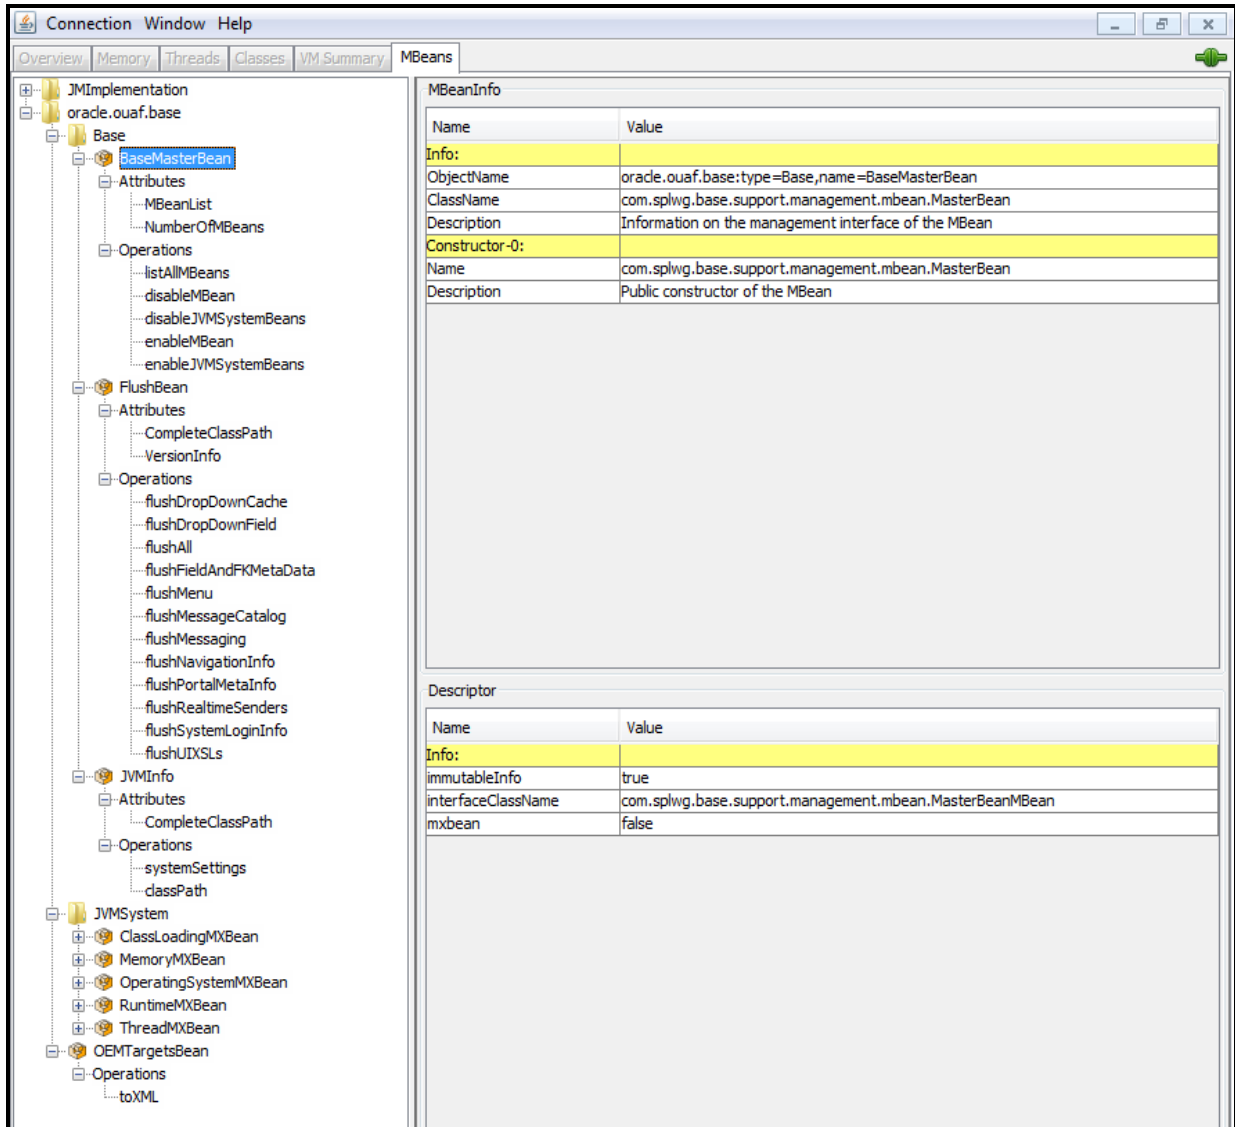 Connection Window Help
Overview Memory Threads Classes VM Summary MBeans
JMImplementation
oracle.ouaf.base
Base
BaseMasterBean
Attributes
MBeanList
NumberOfMBeans
Operations
listAllMBeans
disableMBean
disableJVMSystemBeans
enableMBean
enableJVMSystemBeans
FlushBean
Attributes
CompleteClassPath
VersionInfo
Operations
flushDropDownCache
flushDropDownField
flushAll
flushFieldAndFKMetaData
flushMenu
flushMessageCatalog
flushMessaging
flushNavigationInfo
flushPortalMetaInfo
flushRealtimeSenders
flushSystemLoginInfo
flushUIXSLs
JVMInfo
Attributes
CompleteClassPath
Operations
systemSettings
classPath
JVMSystem
ClassLoadingMXBean
MemoryMXBean
OperatingSystemMXBean
RuntimeMXBean
ThreadMXBean
OEMTargetsBean
Operations
toXML
MBeanInfo
Name Value
Info:
ObjectName oracle.ouaf.base:type=Base,name=BaseMasterBean
ClassName com.splwg.base.support.management.mbean.MasterBean
Description Information on the management interface of the MBean
Constructor-0:
Name com.splwg.base.support.management.mbean.MasterBean
Description Public constructor of the MBean
Descriptor
Name Value
Info:
immutableInfo true
interfaceClassName com.splwg.base.support.management.mbean.MasterBeanMBean
mxbean false